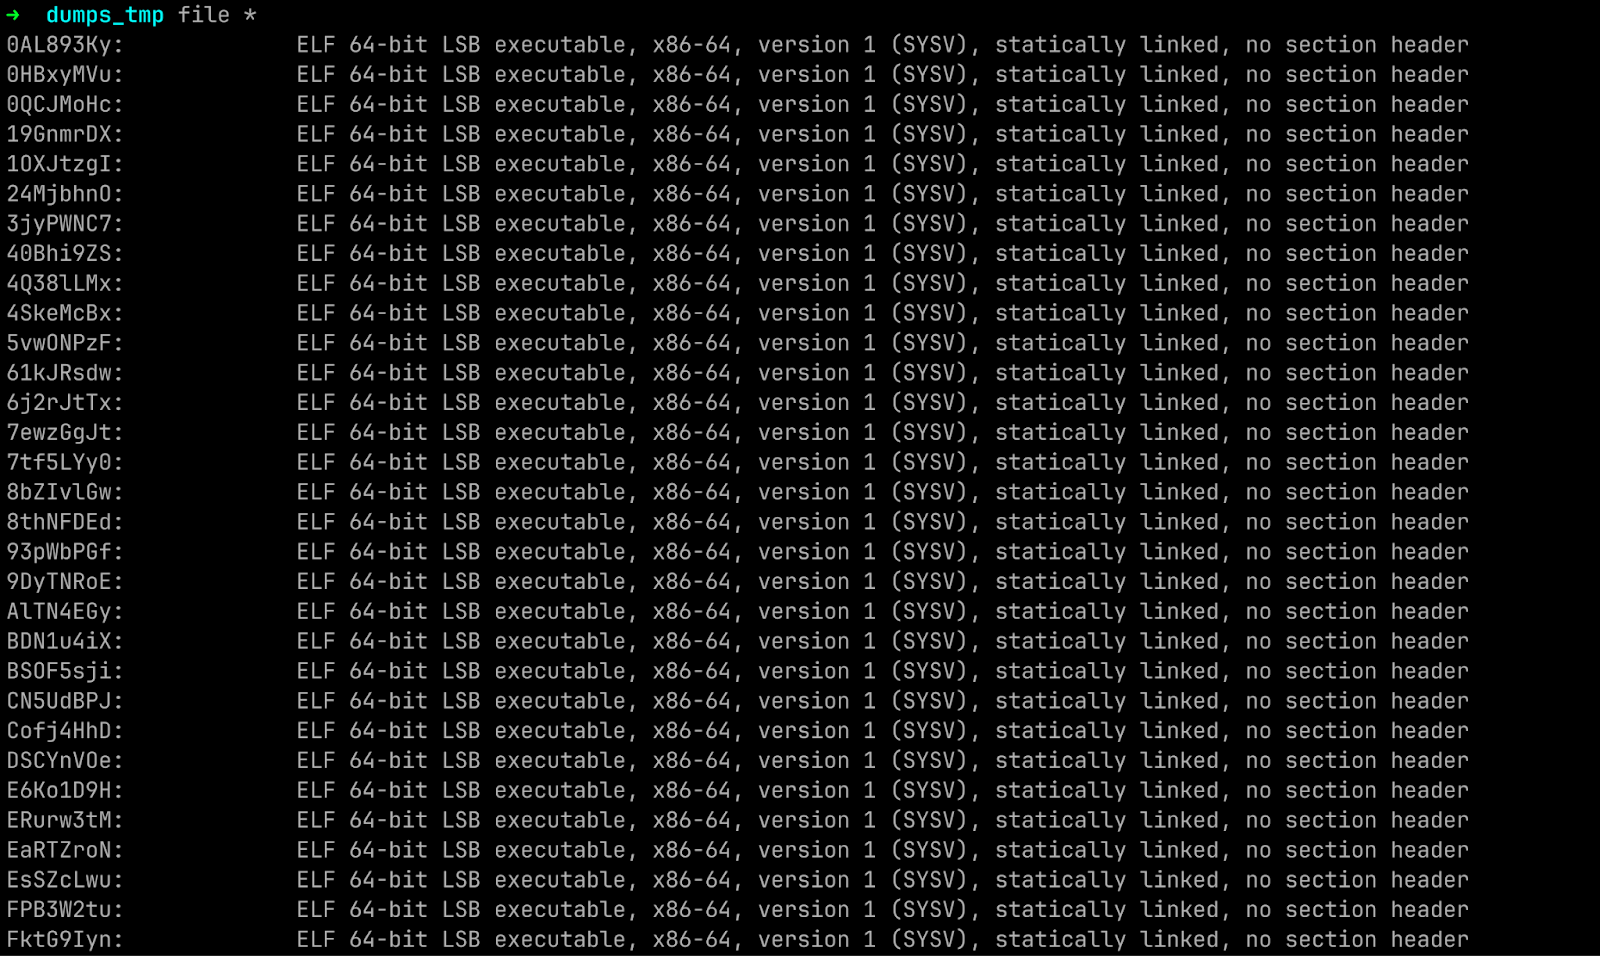 → dumps_tmp file *
0AL893Ky: ELF 64-bit LSB executable, x86-64, version 1 (SYSV), statically linked, no section header
0HBxyMVu: ELF 64-bit LSB executable, x86-64, version 1 (SYSV), statically linked, no section header
0QCJMoHc: ELF 64-bit LSB executable, x86-64, version 1 (SYSV), statically linked, no section header
19GnmrDX: ELF 64-bit LSB executable, x86-64, version 1 (SYSV), statically linked, no section header
1OXJtzgI: ELF 64-bit LSB executable, x86-64, version 1 (SYSV), statically linked, no section header
24MjbhnO: ELF 64-bit LSB executable, x86-64, version 1 (SYSV), statically linked, no section header
3jyPWNC7: ELF 64-bit LSB executable, x86-64, version 1 (SYSV), statically linked, no section header
40Bhi9ZS: ELF 64-bit LSB executable, x86-64, version 1 (SYSV), statically linked, no section header
4Q38lLMx: ELF 64-bit LSB executable, x86-64, version 1 (SYSV), statically linked, no section header
4SkeMcBx: ELF 64-bit LSB executable, x86-64, version 1 (SYSV), statically linked, no section header
5vwONPzF: ELF 64-bit LSB executable, x86-64, version 1 (SYSV), statically linked, no section header
61kJRsdw: ELF 64-bit LSB executable, x86-64, version 1 (SYSV), statically linked, no section header
6j2rJtTx: ELF 64-bit LSB executable, x86-64, version 1 (SYSV), statically linked, no section header
7ewzGgJt: ELF 64-bit LSB executable, x86-64, version 1 (SYSV), statically linked, no section header
7tf5LYy0: ELF 64-bit LSB executable, x86-64, version 1 (SYSV), statically linked, no section header
8bZIvlGw: ELF 64-bit LSB executable, x86-64, version 1 (SYSV), statically linked, no section header
8thNFDEd: ELF 64-bit LSB executable, x86-64, version 1 (SYSV), statically linked, no section header
93pWbPGf: ELF 64-bit LSB executable, x86-64, version 1 (SYSV), statically linked, no section header
9DyTNRoE: ELF 64-bit LSB executable, x86-64, version 1 (SYSV), statically linked, no section header
AlTN4EGy: ELF 64-bit LSB executable, x86-64, version 1 (SYSV), statically linked, no section header
BDN1u4iX: ELF 64-bit LSB executable, x86-64, version 1 (SYSV), statically linked, no section header
BSOF5sji: ELF 64-bit LSB executable, x86-64, version 1 (SYSV), statically linked, no section header
CN5UdBPJ: ELF 64-bit LSB executable, x86-64, version 1 (SYSV), statically linked, no section header
Cofj4HhD: ELF 64-bit LSB executable, x86-64, version 1 (SYSV), statically linked, no section header
DSCYnVOe: ELF 64-bit LSB executable, x86-64, version 1 (SYSV), statically linked, no section header
E6Ko1D9H: ELF 64-bit LSB executable, x86-64, version 1 (SYSV), statically linked, no section header
ERurw3tM: ELF 64-bit LSB executable, x86-64, version 1 (SYSV), statically linked, no section header
EaRTZroN: ELF 64-bit LSB executable, x86-64, version 1 (SYSV), statically linked, no section header
EsSZcLwu: ELF 64-bit LSB executable, x86-64, version 1 (SYSV), statically linked, no section header
FPB3W2tu: ELF 64-bit LSB executable, x86-64, version 1 (SYSV), statically linked, no section header
FktG9Iyn: ELF 64-bit LSB executable, x86-64, version 1 (SYSV), statically linked, no section header